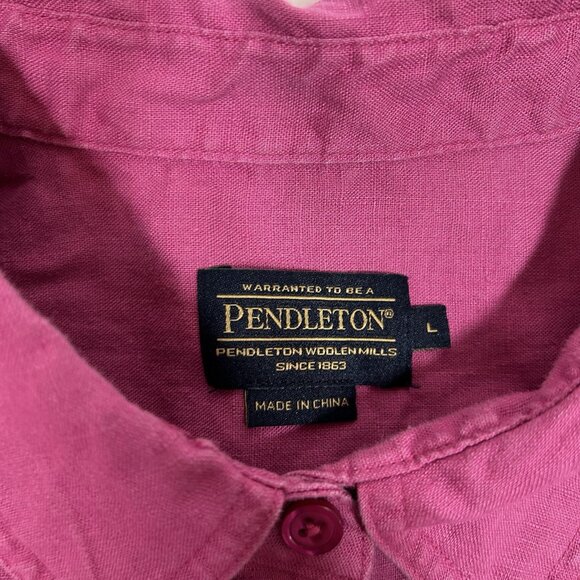 WARRANTED TO BE A
PENDLETON®
L
PENDLETON WOOLEN MILLS
SINCE 1863
MADE IN CHINA